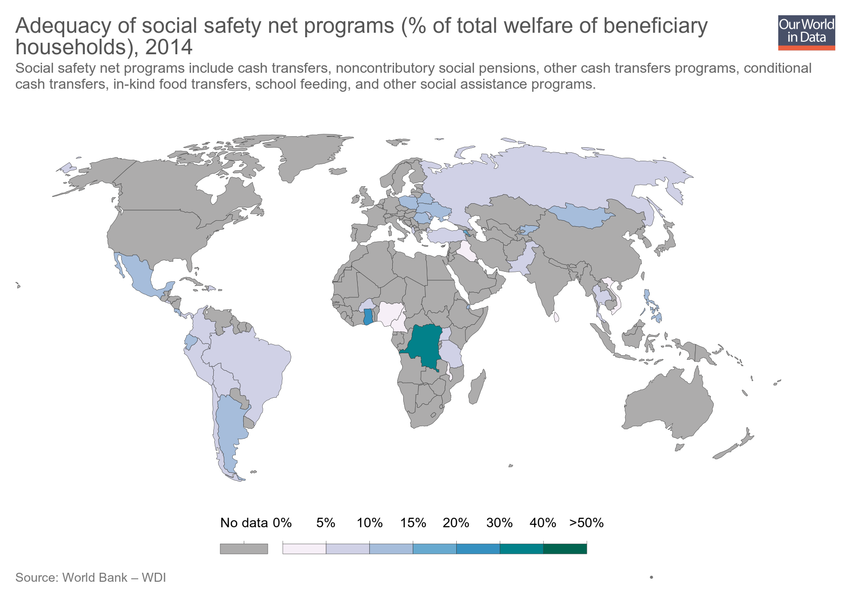 Adequacy of social safety net programs (% of total welfare of beneficiary
households), 2014
Our World
in Data
Social safety net programs include cash transfers, noncontributory social pensions, other cash transfers programs, conditional
cash transfers, in-kind food transfers, school feeding, and other social assistance programs.
No data 0% 5% 10% 15% 20% 30% 40% >50%
Source: World Bank – WDI